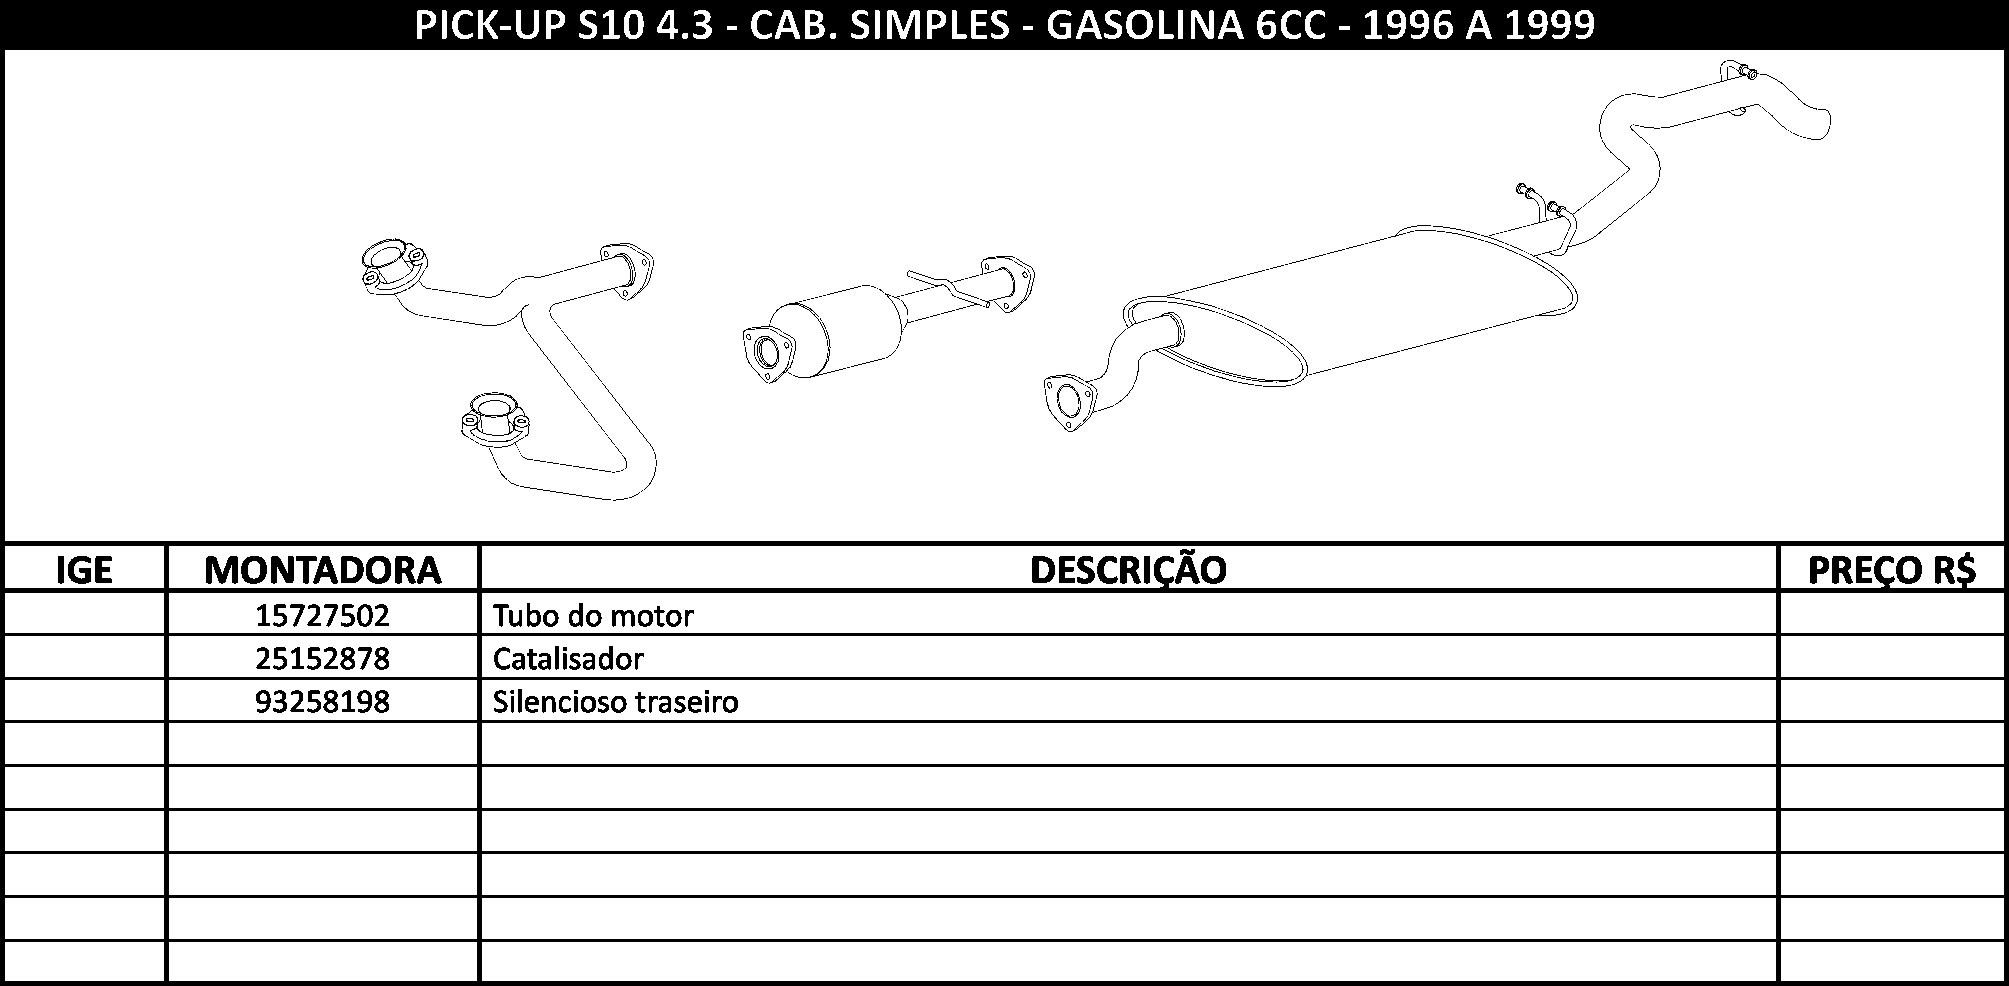 PICK-UP S10 4.3 - CAB. SIMPLES - GASOLINA 6CC - 1996 A 1999
IGE MONTADORA DESCRIÇÃO PREÇO R$
15727502 Tubo do motor
25152878 Catalisador
93258198 Silencioso traseiro